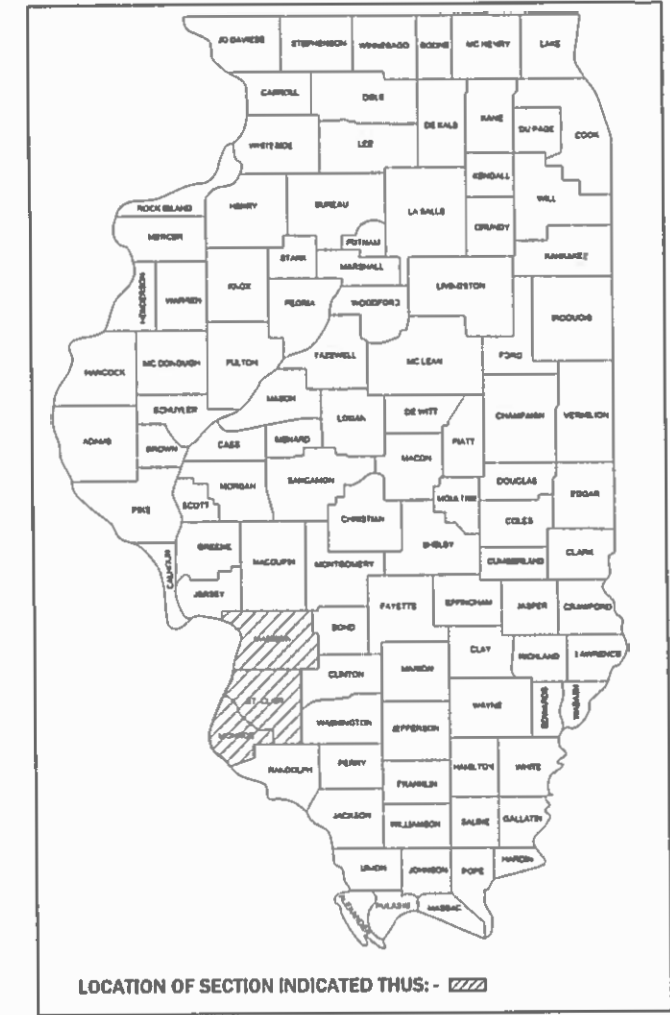 JO DAVIESS STEPHENSON WINNEBAGO BOONE MC HENRY LAKE
CARROLL OGLE DE KALB KANE DU PAGE COOK
WHITESIDE LEE
KENDALL WILL
ROCK ISLAND HENRY BUREAU LA SALLE GRUNDY
MERCER PUTNAM
STARK MARSHALL KANKAKEE
HENDERSON WARREN KNOX PEORIA WOODFORD LIVINGSTON IROQUOIS
HANCOCK MC DONOUGH FULTON TAZEWELL MC LEAN FORD
MASON
SCHUYLER LOGAN DE WITT CHAMPAIGN VERMILION
ADAMS BROWN CASS MENARD PIATT
MACON
PIKE SCOTT MORGAN SANGAMON MOULTRIE DOUGLAS EDGAR
CHRISTIAN COLES
CALHOUN GREENE MACOUPIN MONTGOMERY SHELBY CUMBERLAND CLARK
JERSEY FAYETTE EFFINGHAM JASPER CRAWFORD
MADISON BOND
CLAY RICHLAND LAWRENCE
CLINTON MARION
ST. CLAIR WAYNE EDWARDS WABASH
MONROE WASHINGTON JEFFERSON
RANDOLPH PERRY HAMILTON WHITE
FRANKLIN
JACKSON WILLIAMSON SALINE GALLATIN
UNION JOHNSON POPE HARDIN
ALEXANDER PULASKI MASSAC
LOCATION OF SECTION INDICATED THUS: -